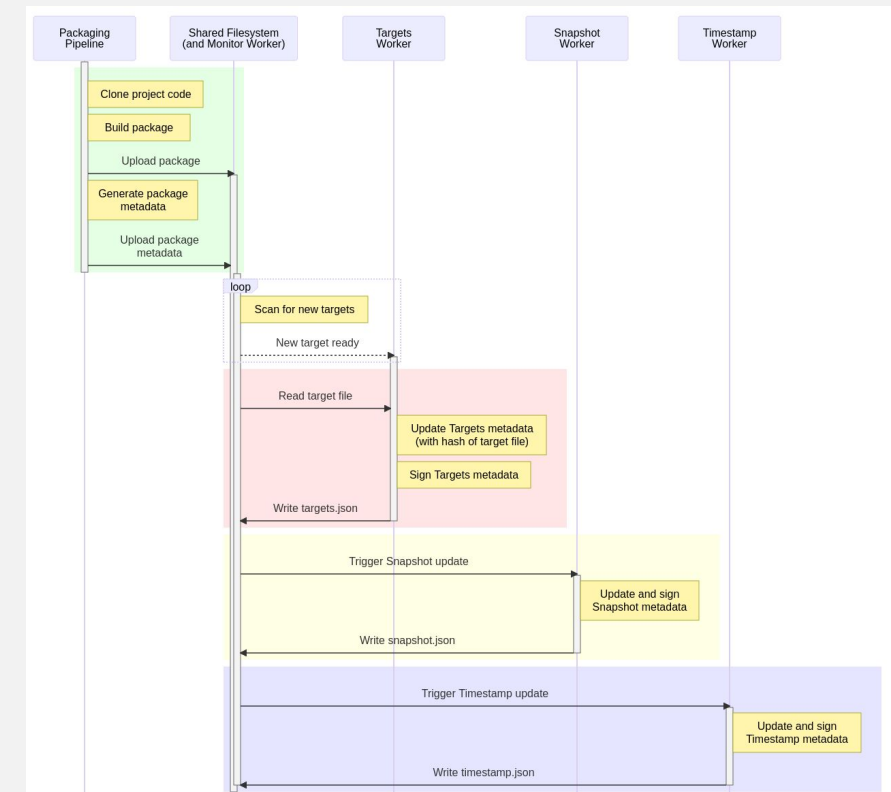 Packaging
Pipeline
Shared Filesystem
(and Monitor Worker)
Targets
Worker
Snapshot
Worker
Timestamp
Worker
Clone project code
Build package
Upload package
Generate package
metadata
Upload package
metadata
loop
Scan for new targets
New target ready
Read target file
Update Targets metadata
(with hash of target file)
Sign Targets metadata
Write targets.json
Trigger Snapshot update
Update and sign
Snapshot metadata
Write snapshot.json
Trigger Timestamp update
Update and sign
Timestamp metadata
Write timestamp.json